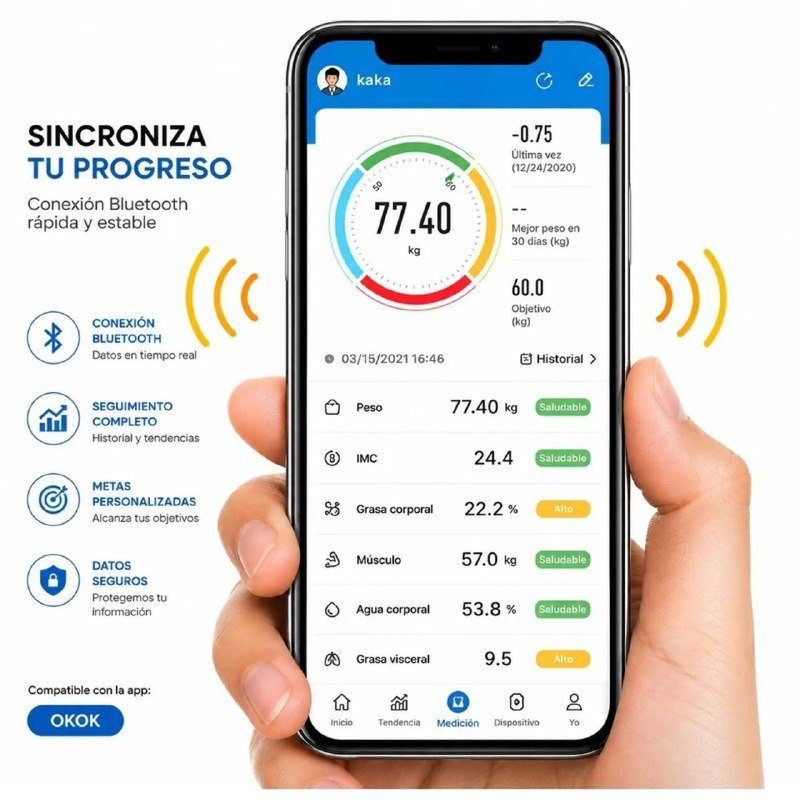 SINCRONIZA
TU PROGRESO
Conexión Bluetooth
rápida y estable
CONEXIÓN
BLUETOOTH
Datos en tiempo real
SEGUIMIENTO
COMPLETO
Historial y tendencias
METAS
PERSONALIZADAS
Alcanza tus objetivos
DATOS
SEGUROS
Protegemos tu
información
Compatible con la app:
OKOK
kaka
50
60
77.40
kg
-0.75
Última vez
(12/24/2020)
--
Mejor peso en
30 días (kg)
60.0
Objetivo
(kg)
03/15/2021 16:46
Historial >
Peso 77.40 kg Saludable
IMC 24.4 Saludable
Grasa corporal 22.2 % Alto
Músculo 57.0 kg Saludable
Agua corporal 53.8 % Saludable
Grasa visceral 9.5 Alto
Inicio Tendencia Medición Dispositivo Yo